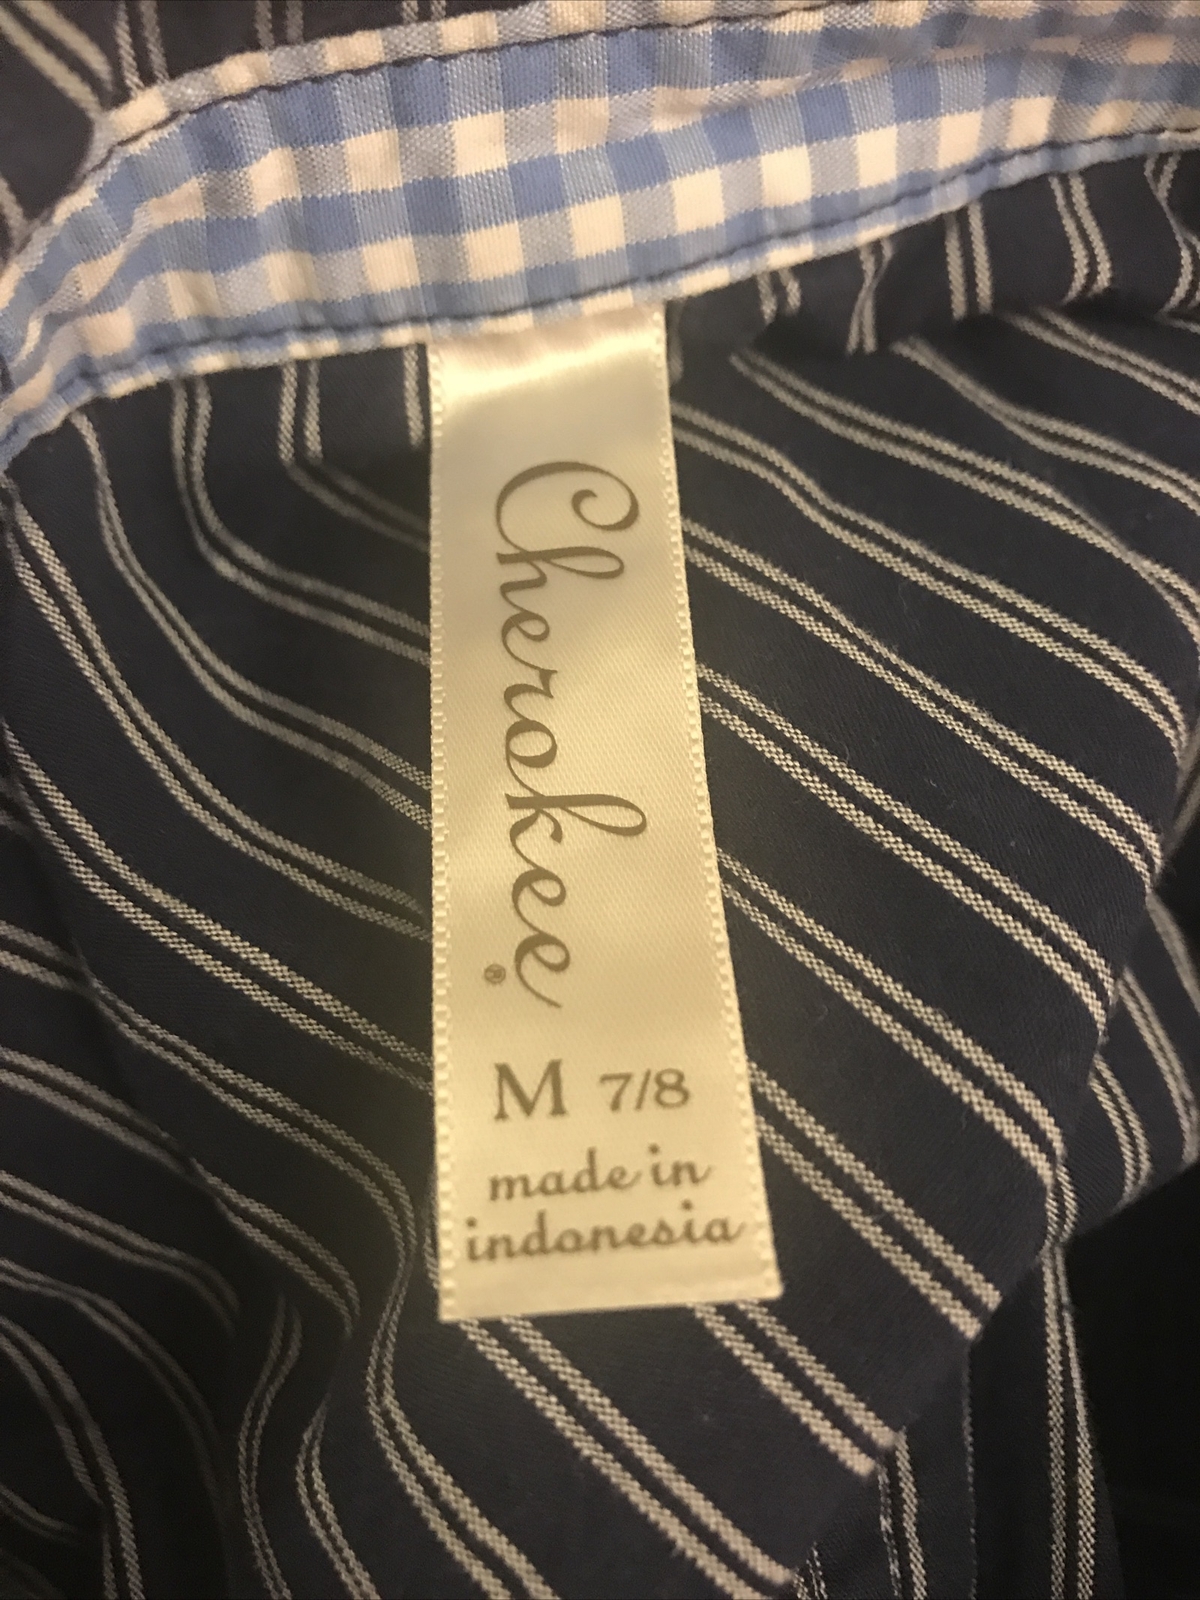 Cherokee®
M 7/8
made in
indonesia